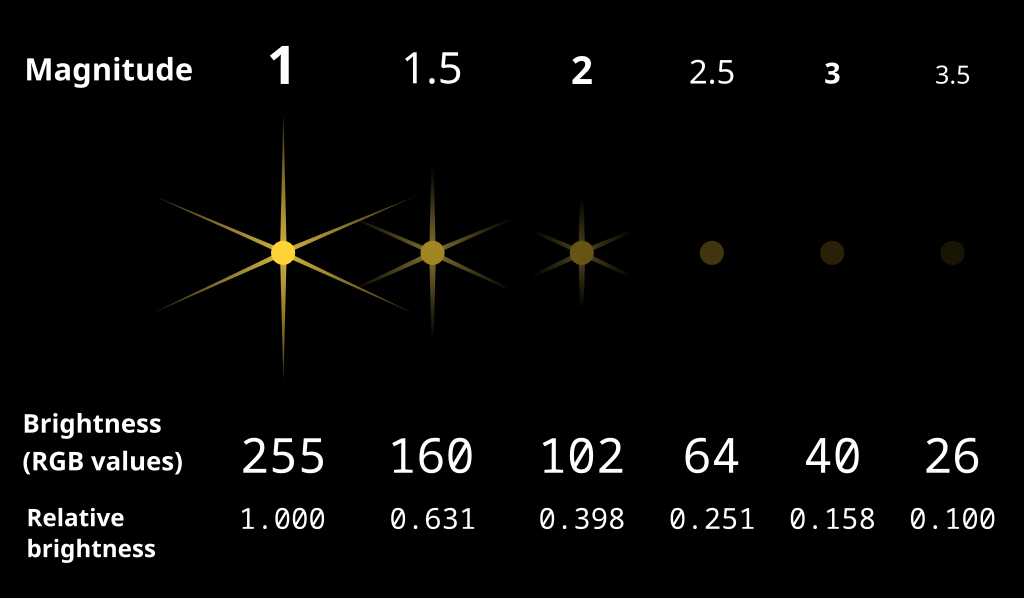 Magnitude 1 1.5 2 2.5 3 3.5
Brightness
(RGB values) 255 160 102 64 40 26
Relative 1.000 0.631 0.398 0.251 0.158 0.100
brightness